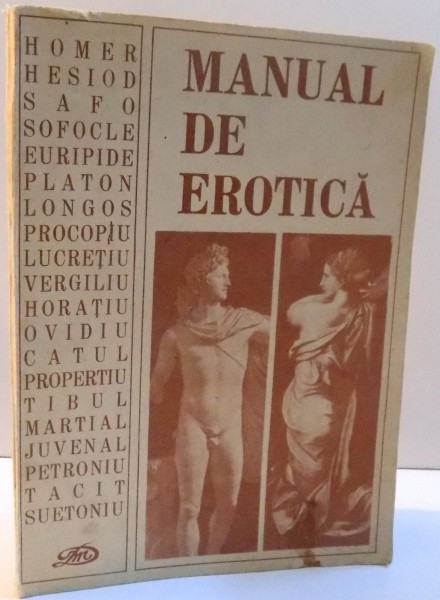 HOMER
HESIOD
SAFO
SOFOCLE
EURIPIDE
PLATON
LONGOS
PROCOPIU
LUCREȚIU
VERGILIU
HORAȚIU
OVIDIU
CATUL
PROPERTIU
TIBUL
MARTIAL
JUVENAL
PETRONIU
TACIT
SUETONIU
MANUAL
DE
EROTICĂ